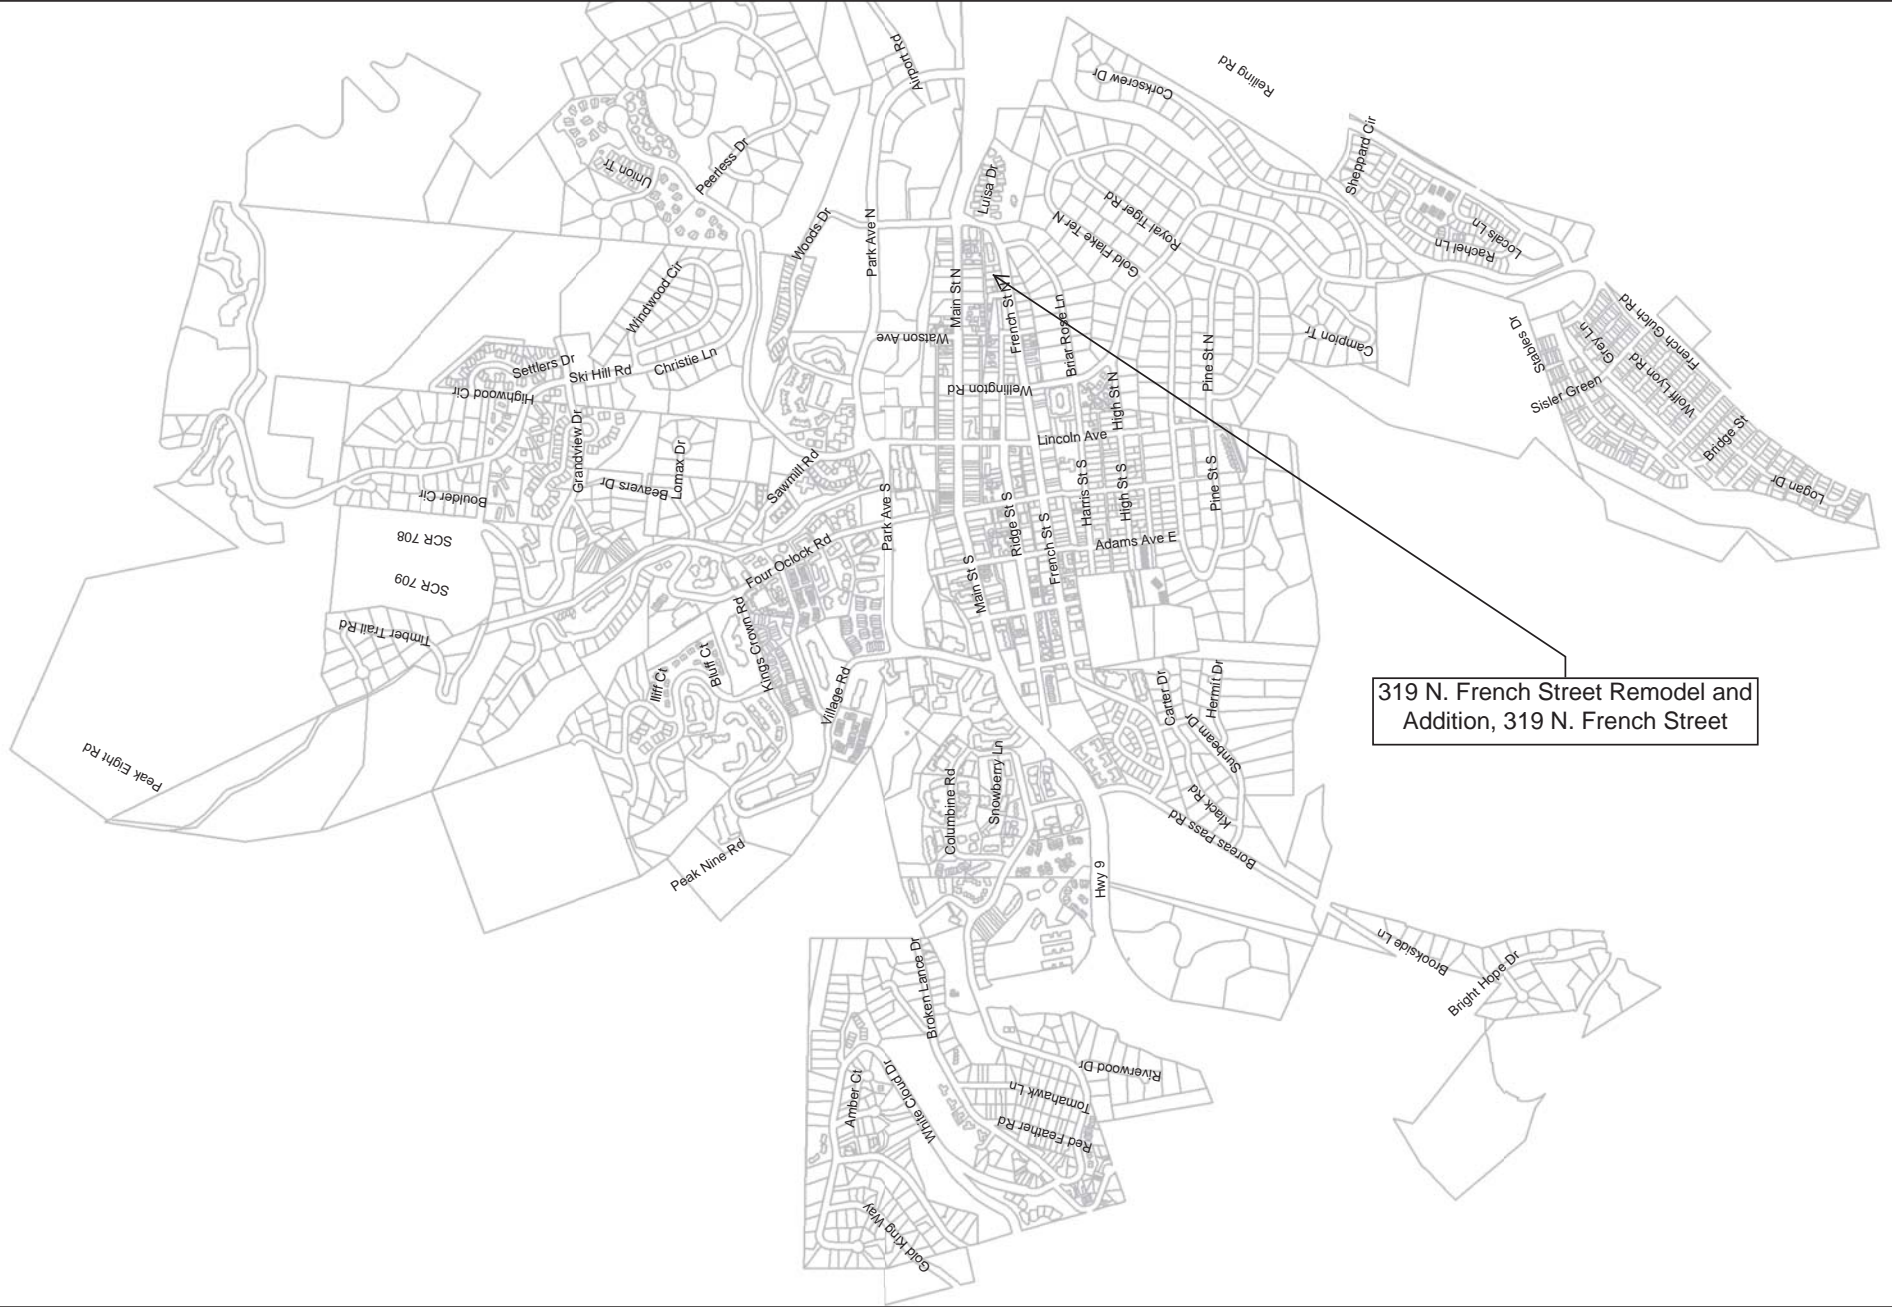 Airport Rd
Reiling Rd
Corkscrew Dr
Sheppard Cir
Union Tr
Peerless Dr
Luisa Dr
Woods Dr
Park Ave N
Royal Tiger Rd
Gold Flake Ter N
Locals Ln
Rachel Ln
Windwood Cir
Main St N
French St N
Briar Rose Ln
Watson Ave
Campion Tr
Stables Dr
Grey Ln
French Gulch Rd
Wolff Lyon Rd
Settlers Dr
Ski Hill Rd
Christie Ln
Highwood Cir
Wellington Rd
High St N
Pine St N
Sisler Green
Bridge St
Logan Dr
Grandview Dr
Lomax Dr
Beavers Dr
Boulder Cir
Sawmill Rd
Lincoln Ave
Park Ave S
Ridge St S
French St S
Harris St S
High St S
Pine St S
Adams Ave E
SCR 708
SCR 709
Four Oclock Rd
Main St S
Timber Trail Rd
Kings Crown Rd
Bluff Ct
Iliff Ct
Village Rd
Carter Dr
Hermit Dr
Sunbeam Dr
319 N. French Street Remodel and
Addition, 319 N. French Street
Peak Eight Rd
Columbine Rd
Snowberry Ln
Klack Rd
Boreas Pass Rd
Peak Nine Rd
Hwy 9
Broken Lance Dr
Brookside Ln
Bright Hope Dr
Amber Ct
White Cloud Dr
Riverwood Dr
Tomahawk Ln
Red Feather Rd
Gold King Way